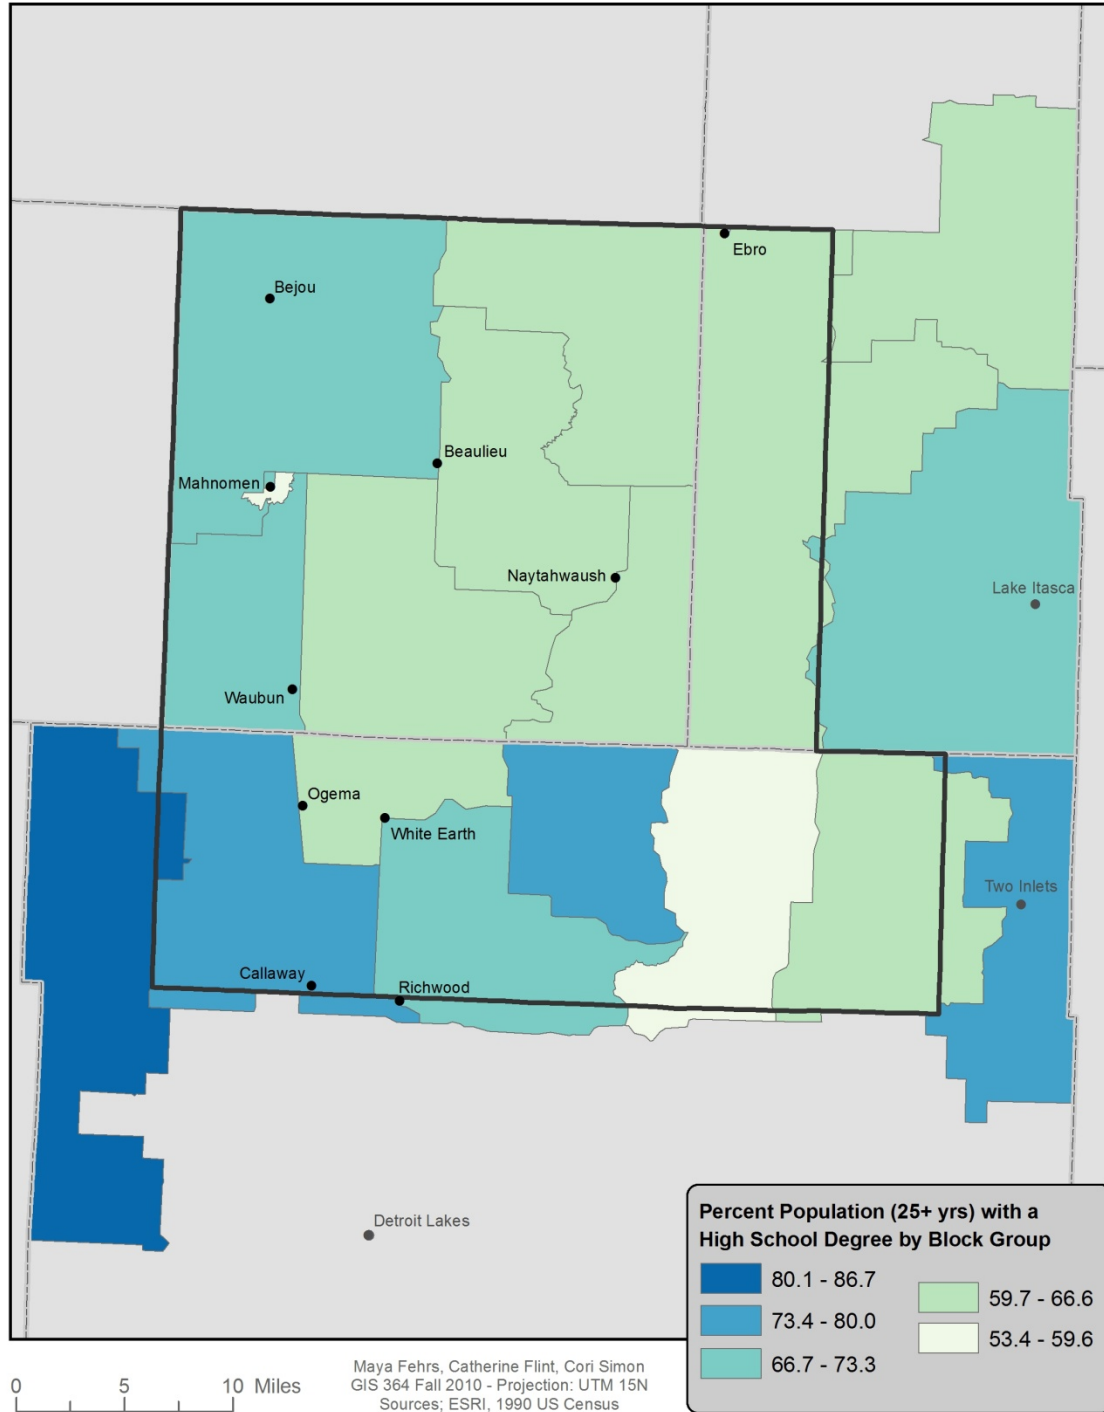 Ebro
Bejou
Beaulieu
Mahnomen
Naytahwaush
Lake Itasca
Waubun
Ogema
White Earth
Two Inlets
Callaway
Richwood
Detroit Lakes
Percent Population (25+ yrs) with a
High School Degree by Block Group
80.1 - 86.7
73.4 - 80.0
66.7 - 73.3
59.7 - 66.6
53.4 - 59.6
0 5 10 Miles
Maya Fehrs, Catherine Flint, Cori Simon
GIS 364 Fall 2010 - Projection: UTM 15N
Sources; ESRI, 1990 US Census